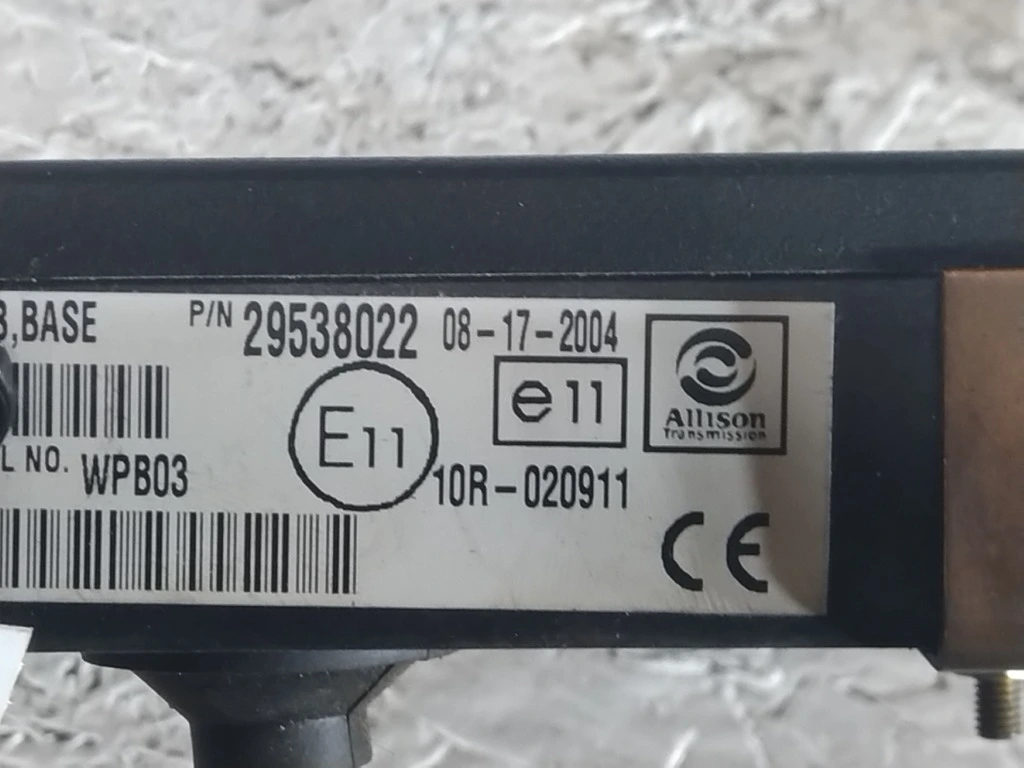 B,BASE P/N 29538022 08-17-2004
E11 e11 Allison
Transmission
L NO. WPB03 10R-020911
CE